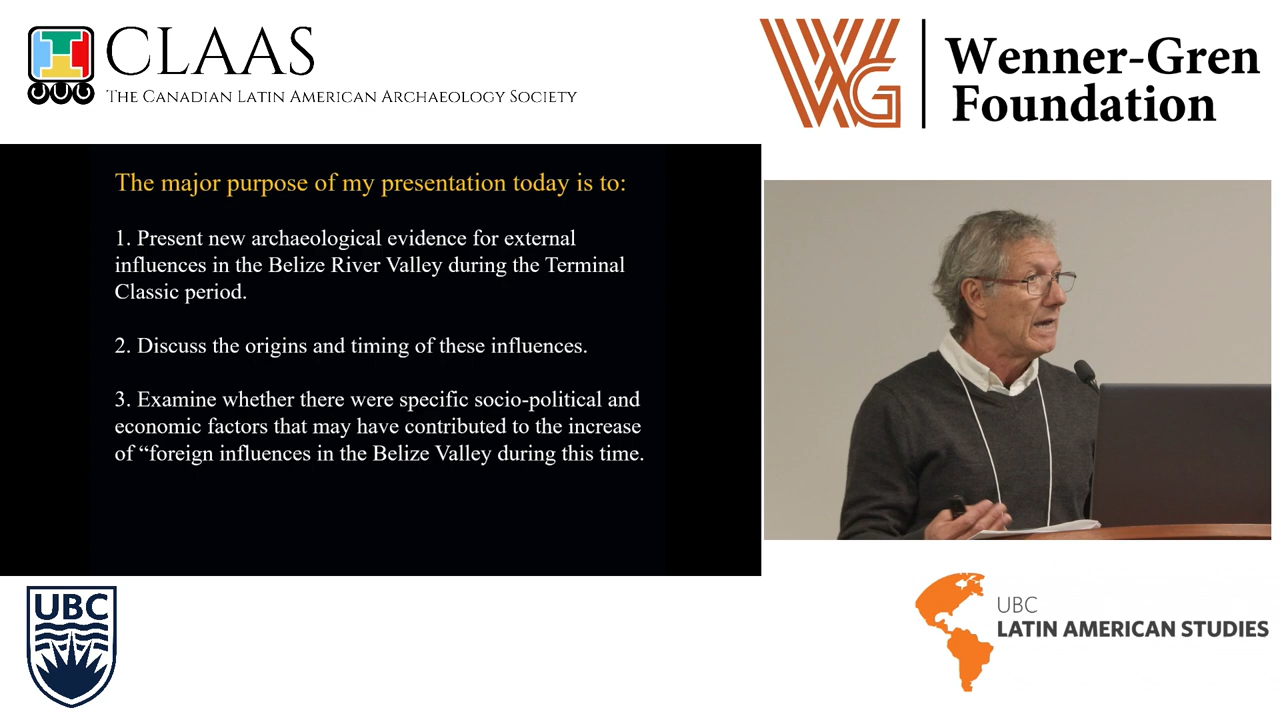 CLAAS
THE CANADIAN LATIN AMERICAN ARCHAEOLOGY SOCIETY
WG
Wenner-Gren
Foundation
The major purpose of my presentation today is to:
1. Present new archaeological evidence for external
influences in the Belize River Valley during the Terminal
Classic period.
2. Discuss the origins and timing of these influences.
3. Examine whether there were specific socio-political and
economic factors that may have contributed to the increase
of “foreign influences in the Belize Valley during this time.
UBC
UBC
LATIN AMERICAN STUDIES